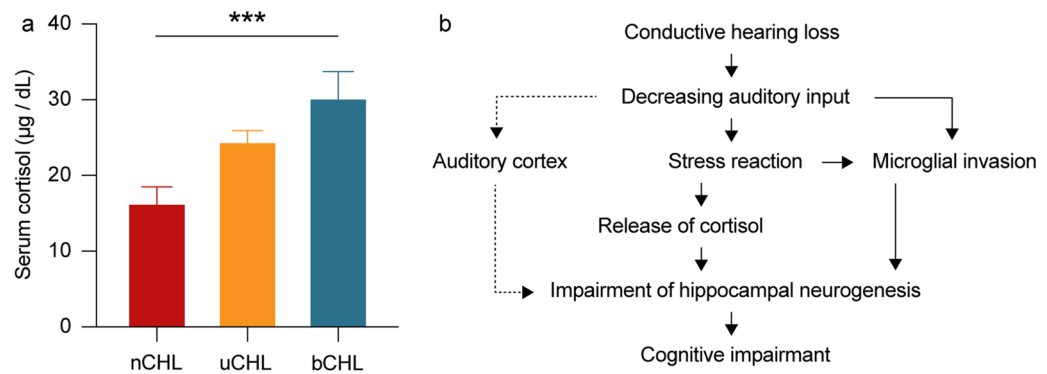 a
***
Serum cortisol (μg / dL)
40
30
20
10
0
nCHL uCHL bCHL
b
Conductive hearing loss
Decreasing auditory input
Auditory cortex Stress reaction Microglial invasion
Release of cortisol
Impairment of hippocampal neurogenesis
Cognitive impairmant